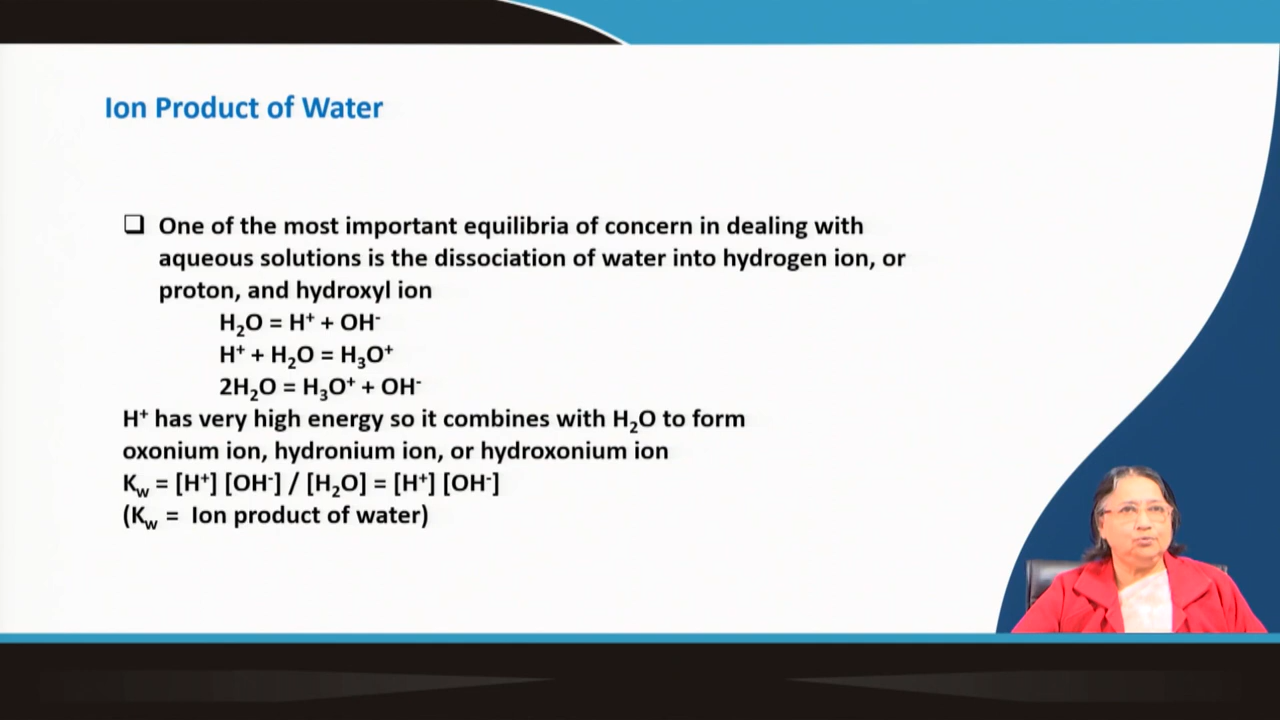 Ion Product of Water
❑ One of the most important equilibria of concern in dealing with
aqueous solutions is the dissociation of water into hydrogen ion, or
proton, and hydroxyl ion
H₂O = H⁺ + OH⁻
H⁺ + H₂O = H₃O⁺
2H₂O = H₃O⁺ + OH⁻
H⁺ has very high energy so it combines with H₂O to form
oxonium ion, hydronium ion, or hydroxonium ion
K_w = [H⁺] [OH⁻] / [H₂O] = [H⁺] [OH⁻]
(K_w = Ion product of water)